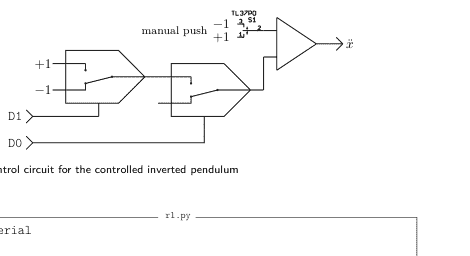 TL37P0
S1
manual push −1 3
2
+1 1
ẍ
+1
−1
D1
D0
ntrol circuit for the controlled inverted pendulum
r1.py
erial